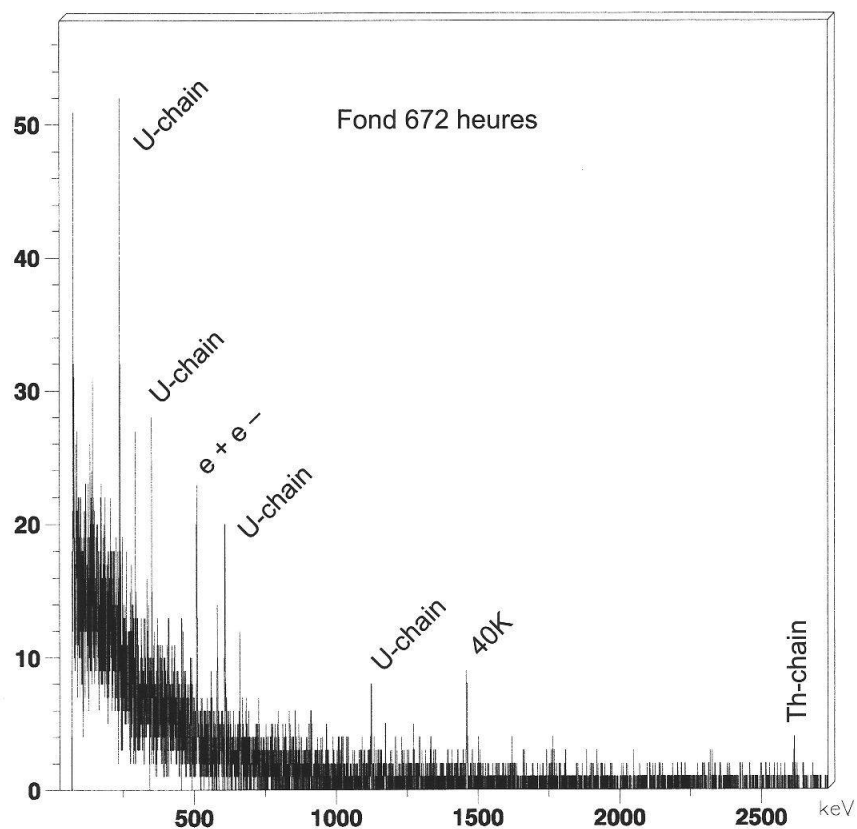 Fond 672 heures
U-chain
U-chain
e + e –
U-chain
U-chain
40K
Th-chain
50
40
30
20
10
0
500
1000
1500
2000
2500
keV